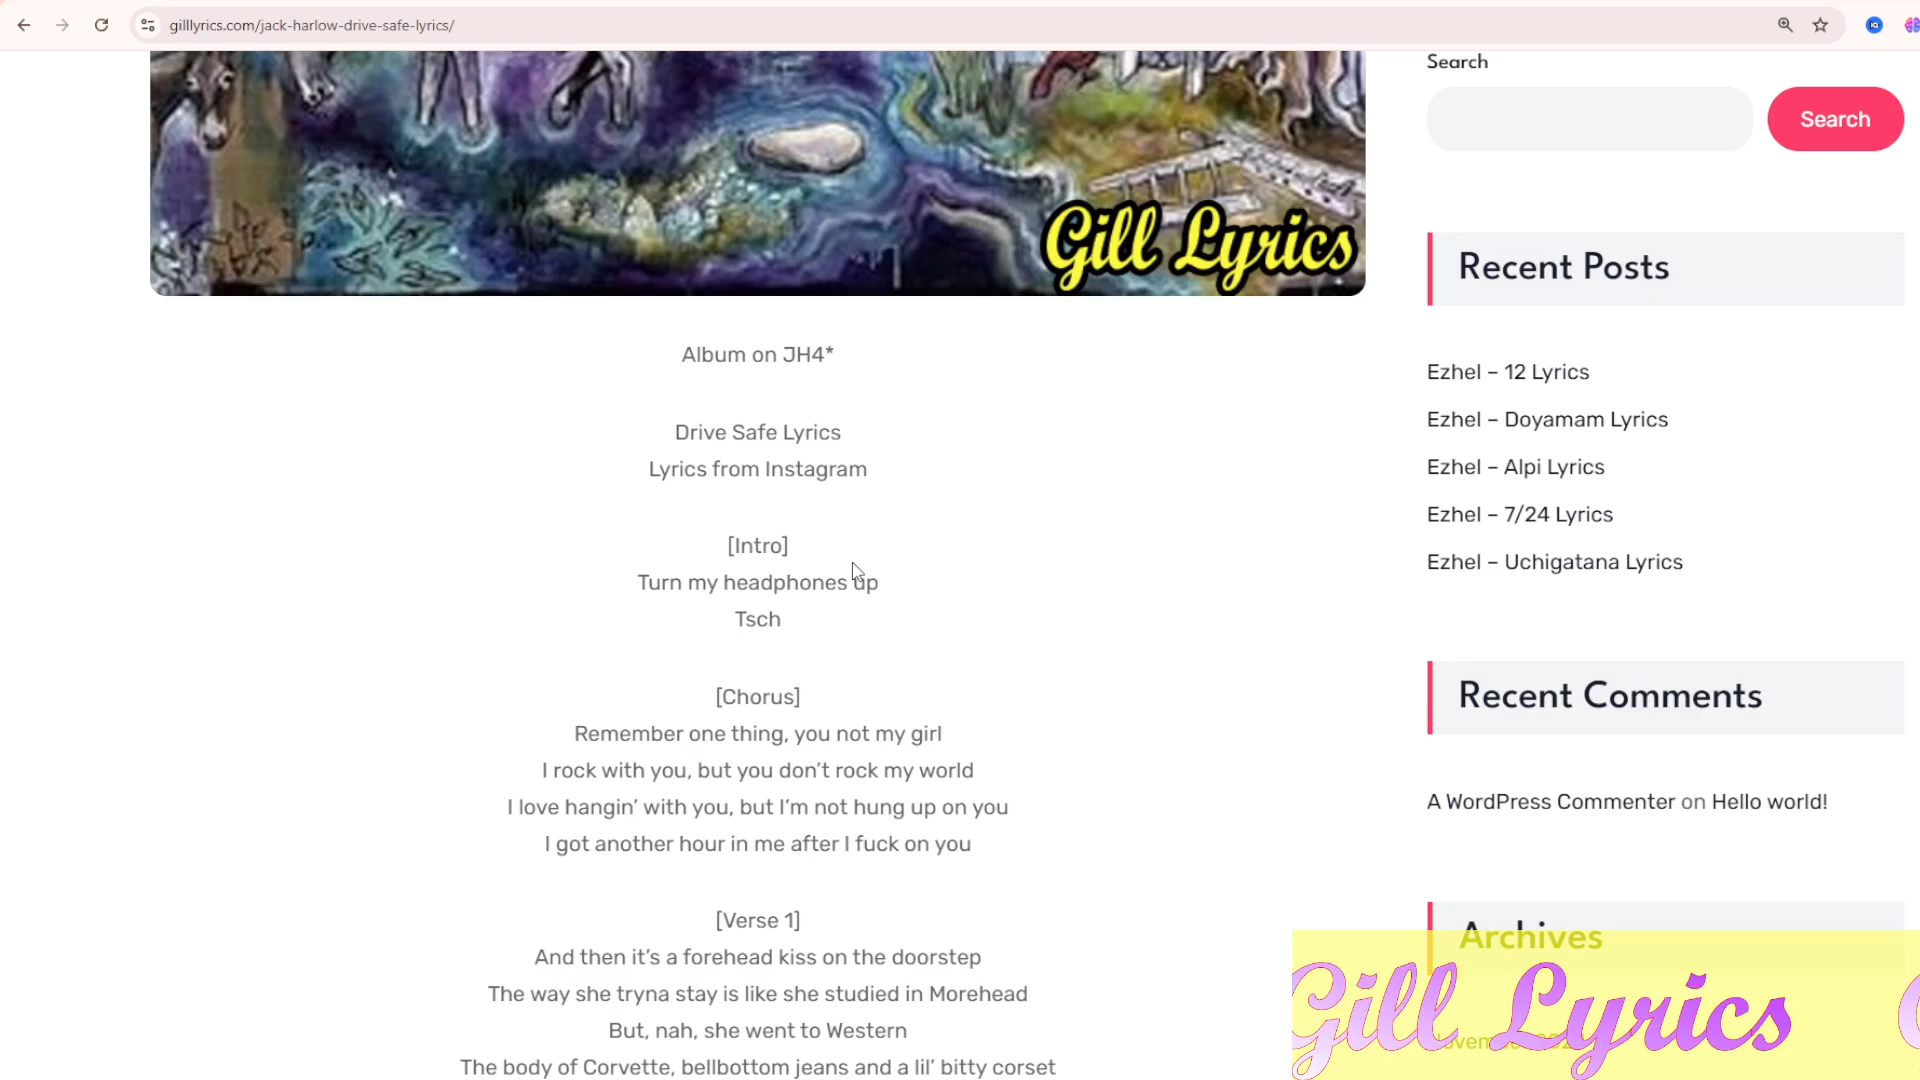 gilllyrics.com/jack-harlow-drive-safe-lyrics/
Gill Lyrics
Album on JH4*
Drive Safe Lyrics
Lyrics from Instagram
[Intro]
Turn my headphones up
Tsch
[Chorus]
Remember one thing, you not my girl
I rock with you, but you don’t rock my world
I love hangin’ with you, but I’m not hung up on you
I got another hour in me after I fuck on you
[Verse 1]
And then it’s a forehead kiss on the doorstep
The way she tryna stay is like she studied in Morehead
But, nah, she went to Western
The body of Corvette, bellbottom jeans and a lil’ bitty corset
Search
Search
Recent Posts
Ezhel – 12 Lyrics
Ezhel – Doyamam Lyrics
Ezhel – Alpi Lyrics
Ezhel – 7/24 Lyrics
Ezhel – Uchigatana Lyrics
Recent Comments
A WordPress Commenter on Hello world!
Archives
Gill Lyrics